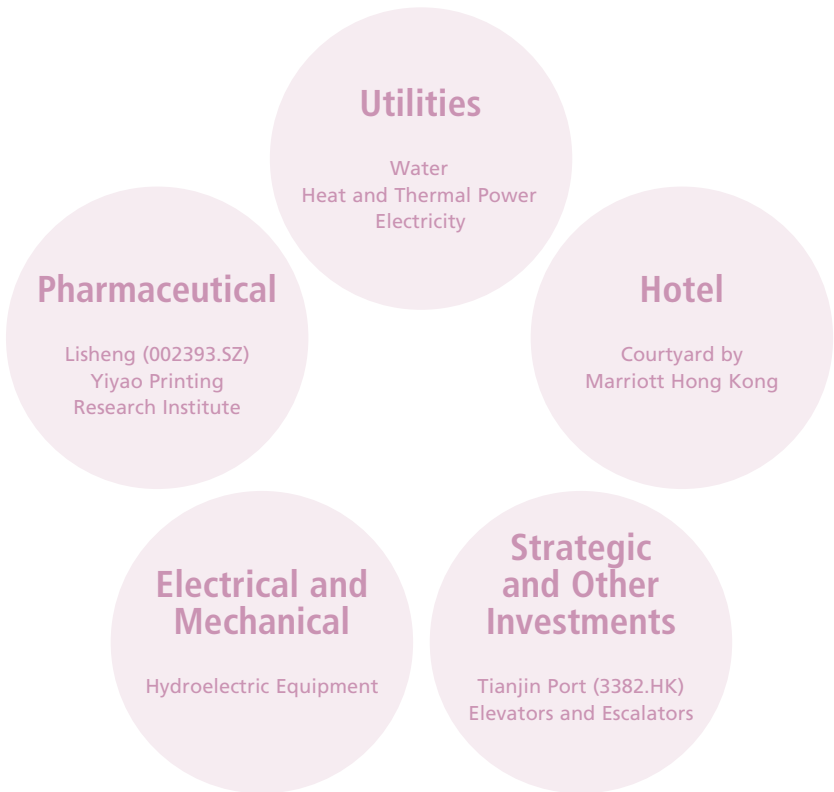 Utilities
Water
Heat and Thermal Power
Electricity
Pharmaceutical
Lisheng (002393.SZ)
Yiyao Printing
Research Institute
Hotel
Courtyard by
Marriott Hong Kong
Electrical and
Mechanical
Hydroelectric Equipment
Strategic
and Other
Investments
Tianjin Port (3382.HK)
Elevators and Escalators